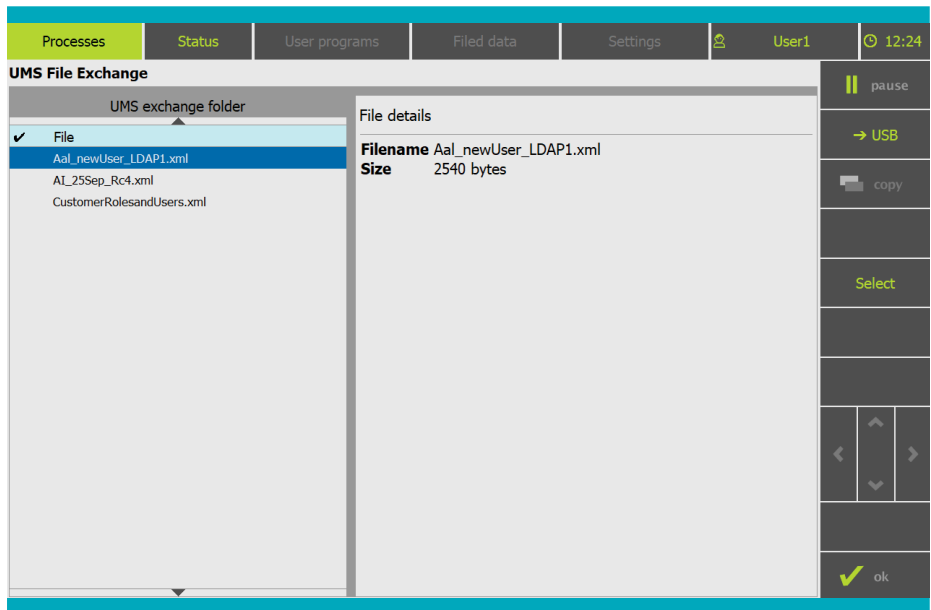 Processes Status User programs Filed data Settings User1 12:24
UMS File Exchange
pause
UMS exchange folder
File details
→ USB
✔ File
Filename Aal_newUser_LDAP1.xml
Aal_newUser_LDAP1.xml
Size 2540 bytes
AI_25Sep_Rc4.xml
copy
CustomerRolesandUsers.xml
Select
ok